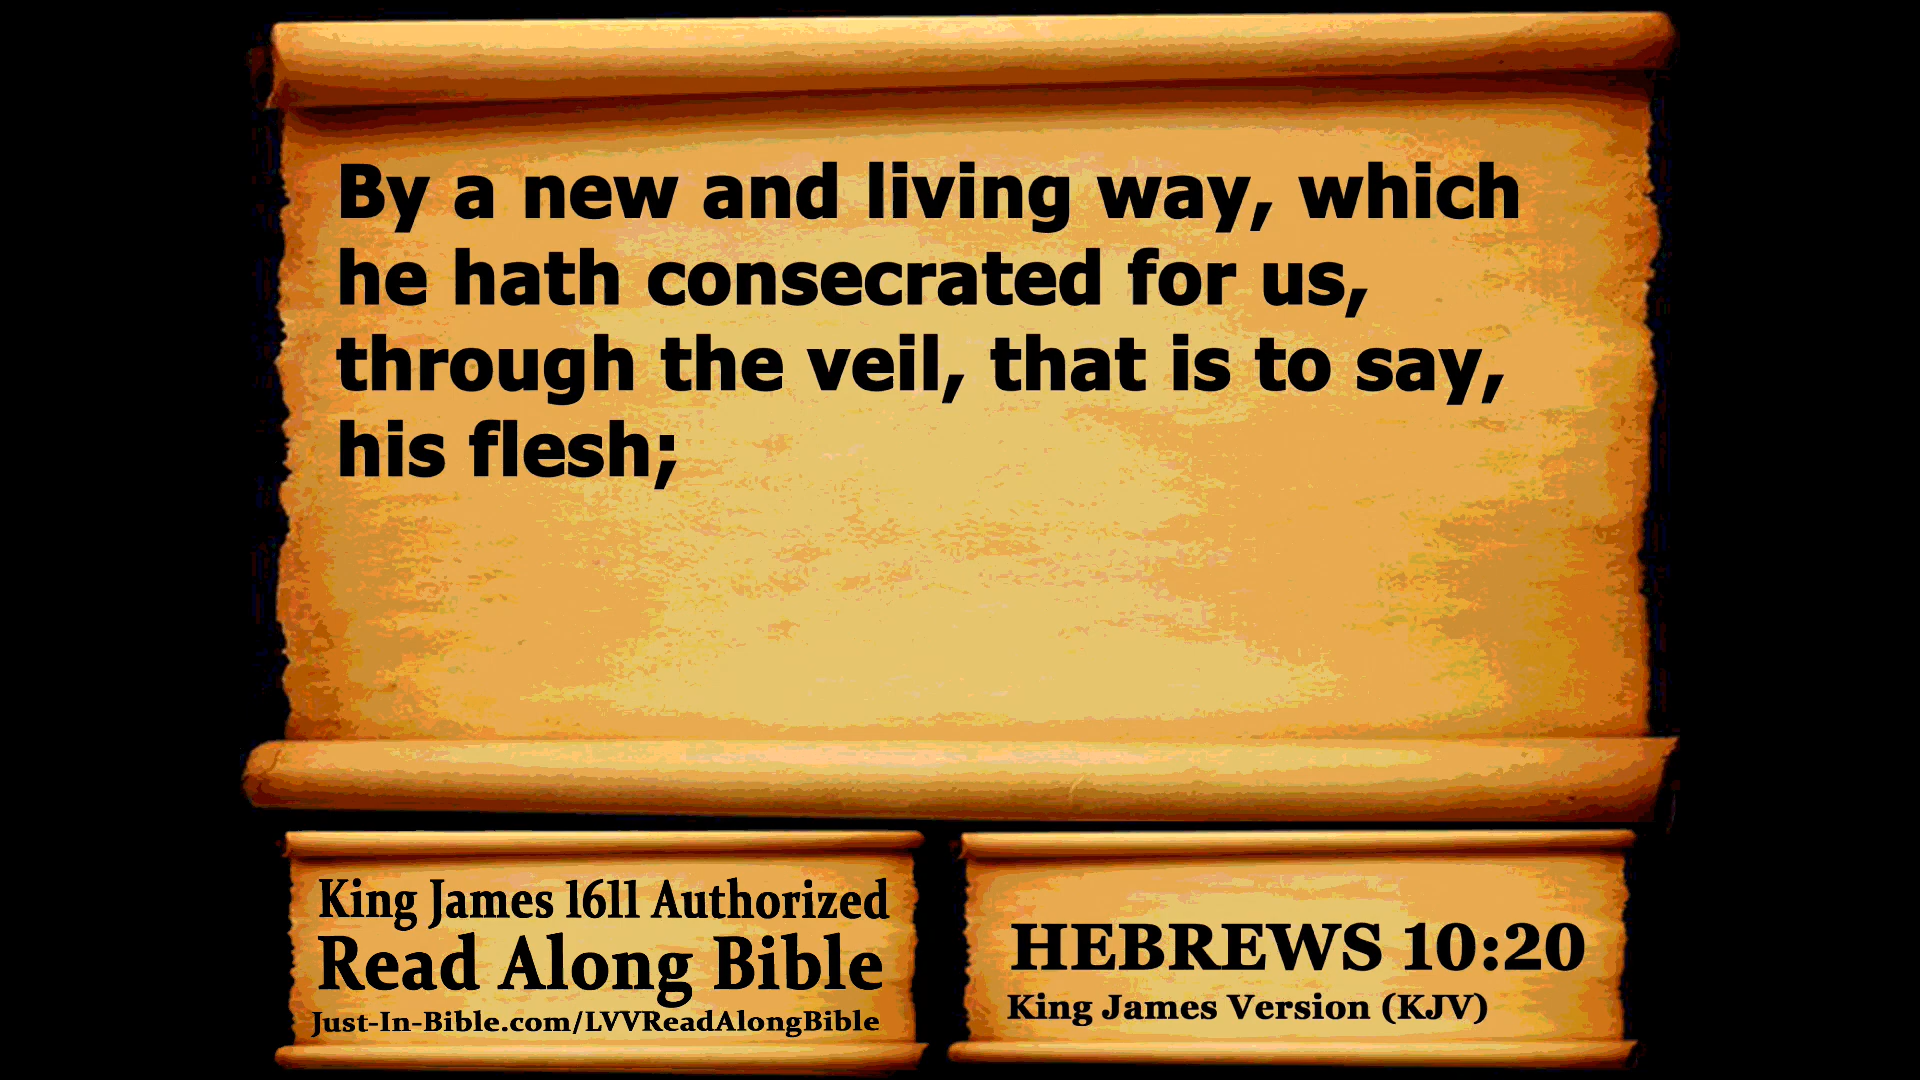 By a new and living way, which
he hath consecrated for us,
through the veil, that is to say,
his flesh;
King James 1611 Authorized
Read Along Bible
Just-In-Bible.com/LVVReadAlongBible
HEBREWS 10:20
King James Version (KJV)